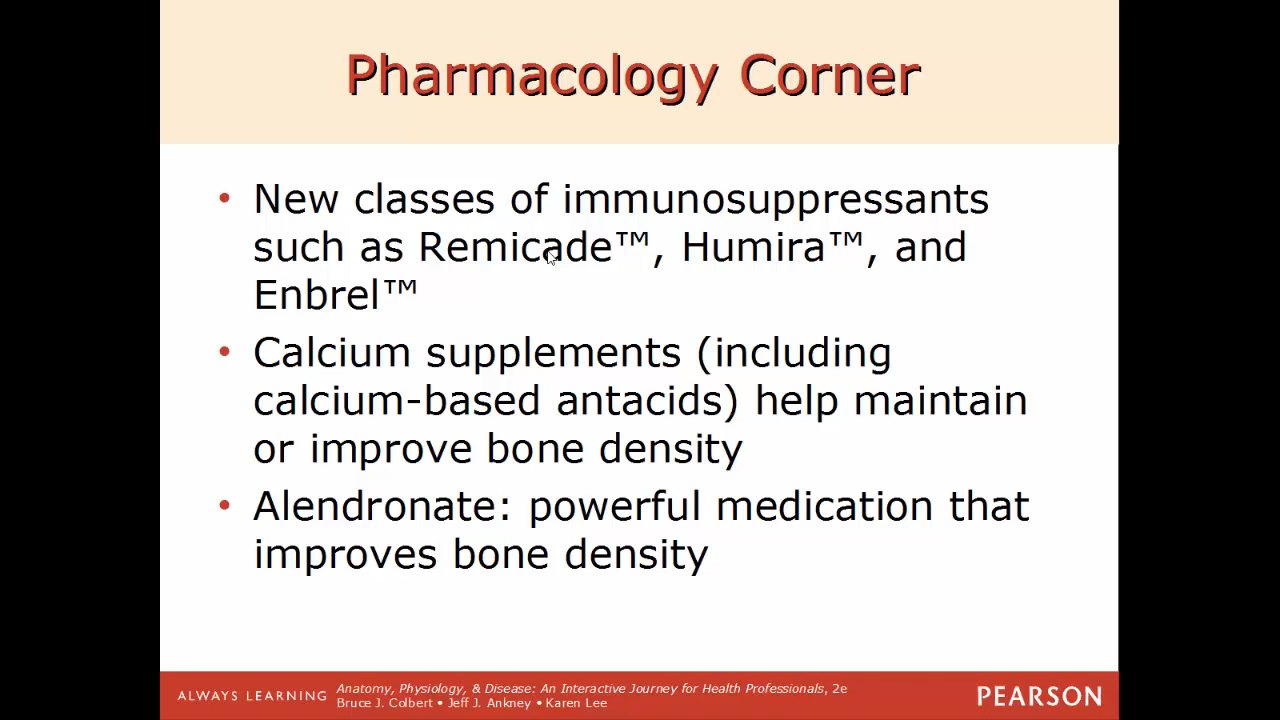 Pharmacology Corner
• New classes of immunosuppressants
such as Remicade™, Humira™, and
Enbrel™
• Calcium supplements (including
calcium-based antacids) help maintain
or improve bone density
• Alendronate: powerful medication that
improves bone density
ALWAYS LEARNING
Anatomy, Physiology, & Disease: An Interactive Journey for Health Professionals, 2e
Bruce J. Colbert • Jeff J. Ankney • Karen Lee
PEARSON